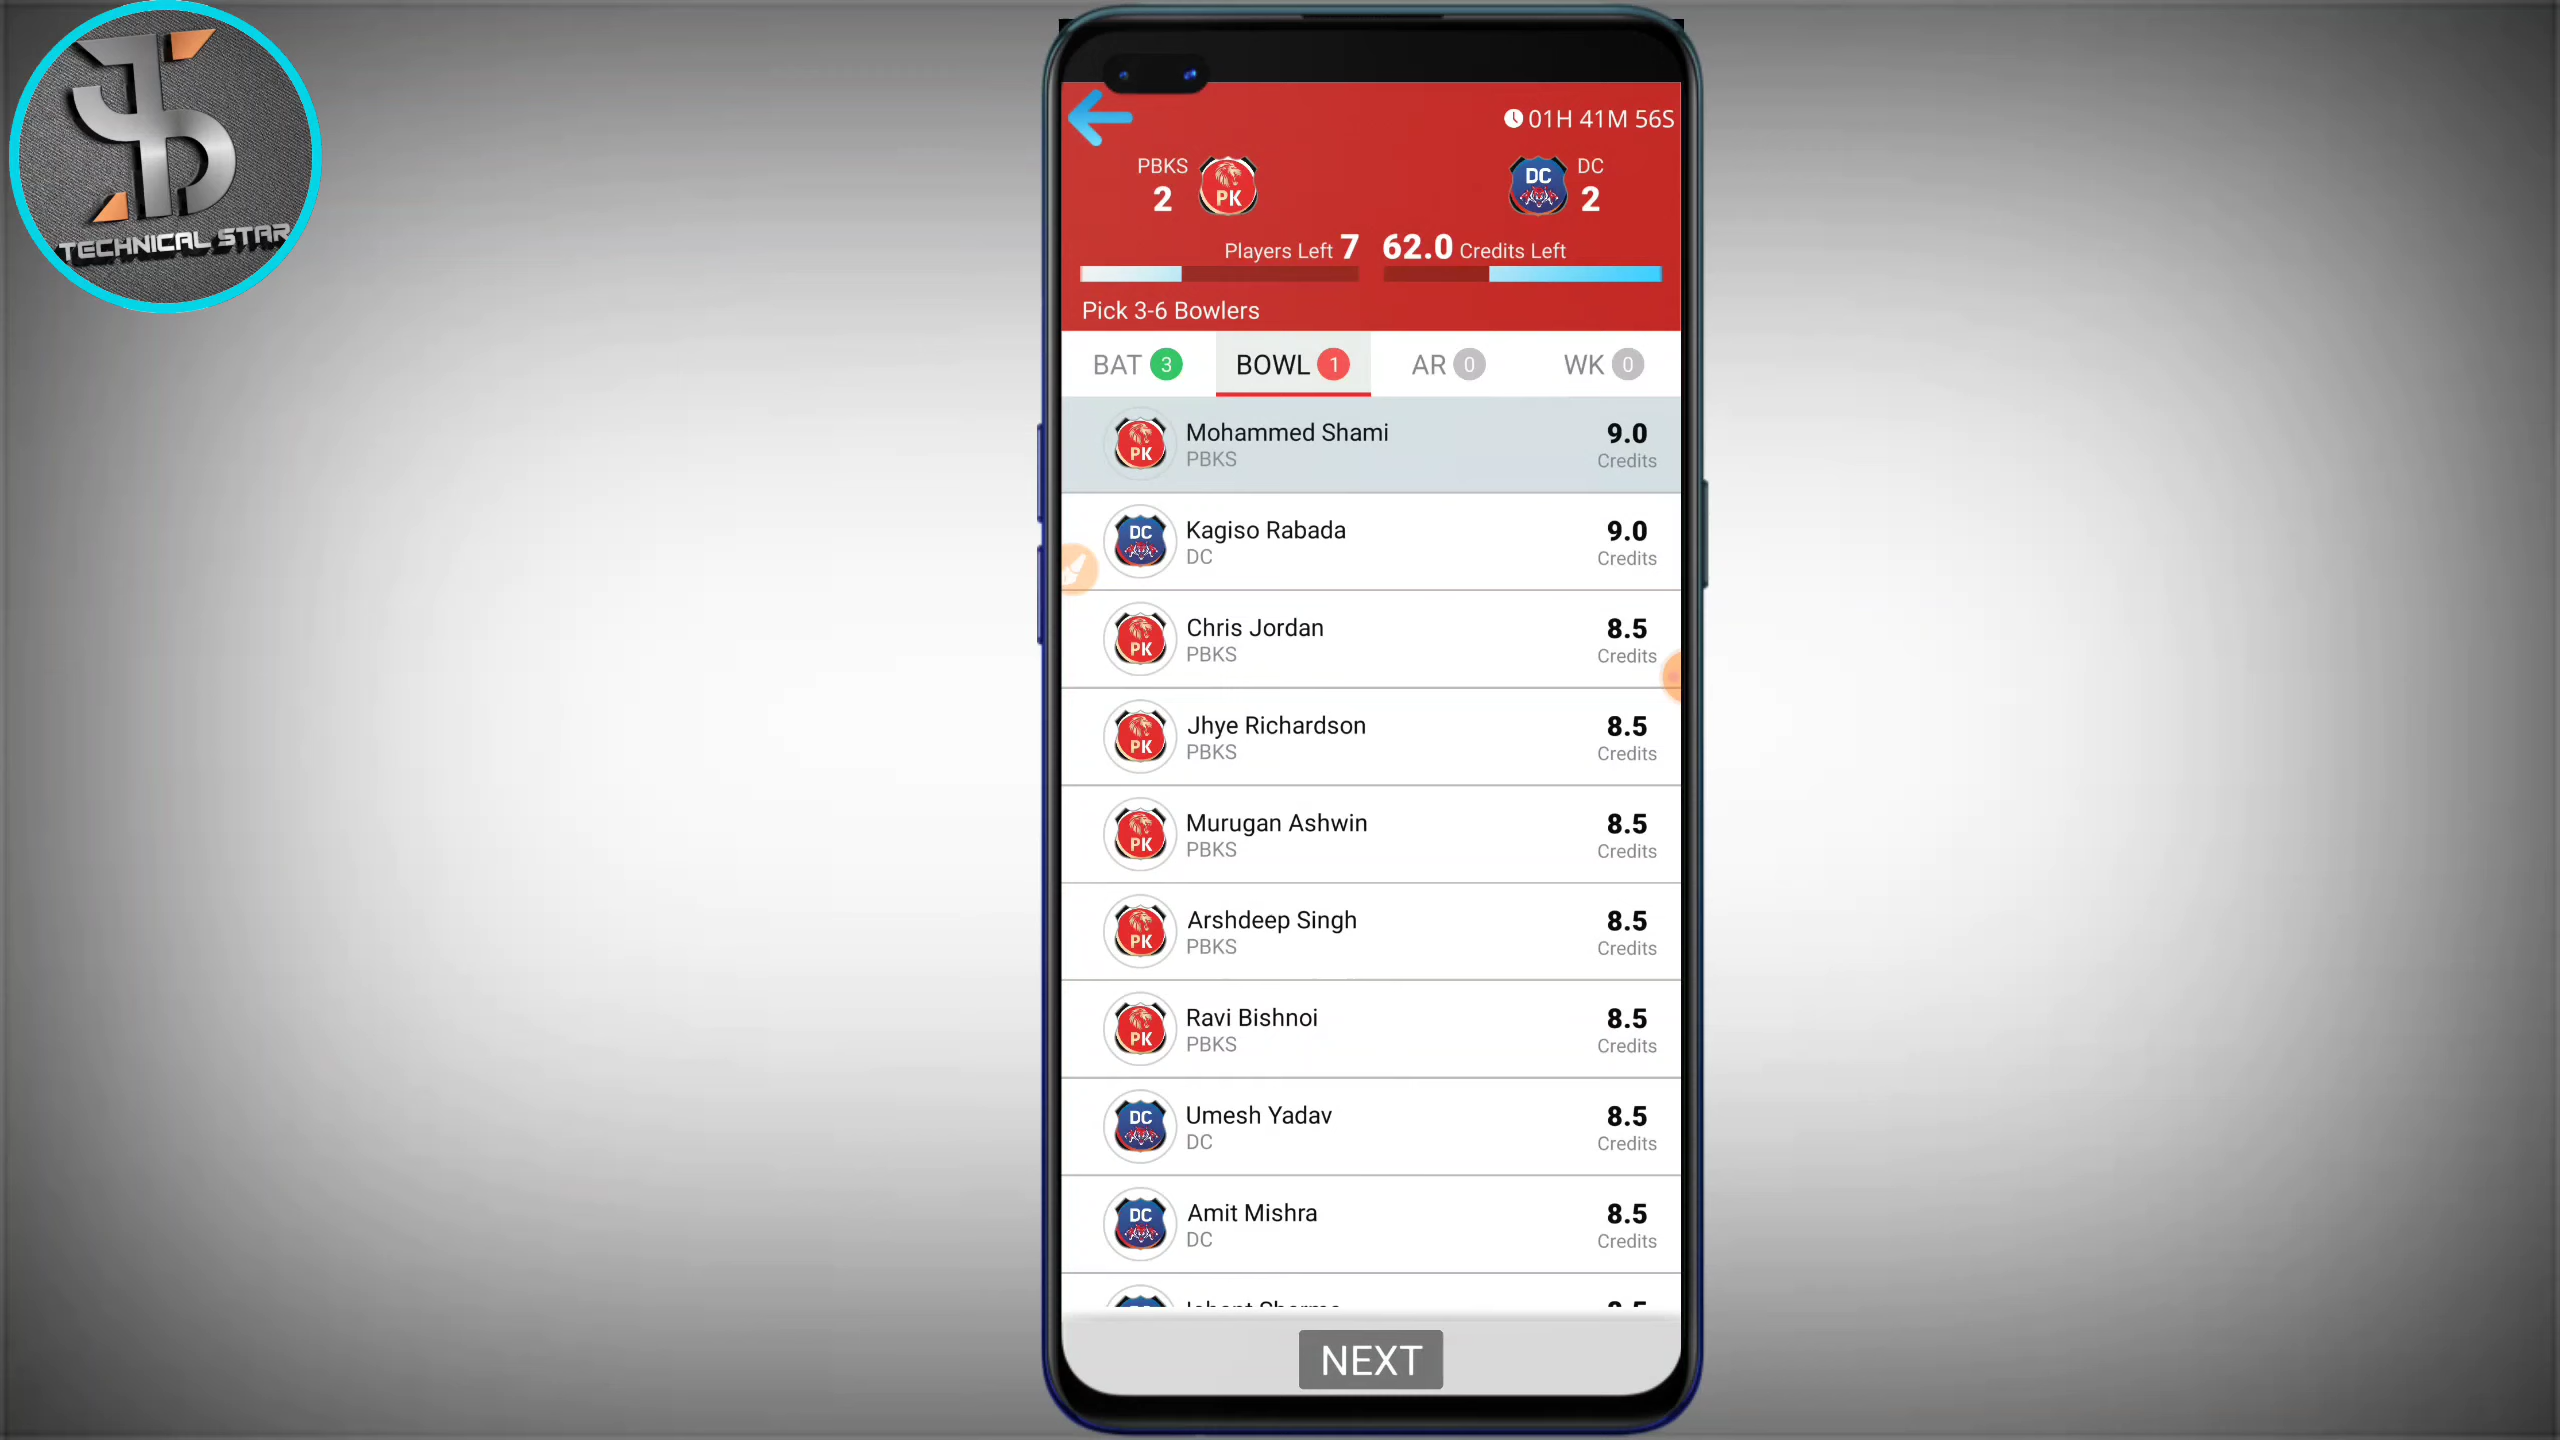 TECHNICAL STAR
01H 41M 56S
PBKS
2
PK
DC
DC
2
Players Left 7
62.0 Credits Left
Pick 3-6 Bowlers
BAT 3
BOWL 1
AR 0
WK 0
PK
Mohammed Shami
PBKS
9.0
Credits
DC
Kagiso Rabada
DC
9.0
Credits
PK
Chris Jordan
PBKS
8.5
Credits
PK
Jhye Richardson
PBKS
8.5
Credits
PK
Murugan Ashwin
PBKS
8.5
Credits
PK
Arshdeep Singh
PBKS
8.5
Credits
PK
Ravi Bishnoi
PBKS
8.5
Credits
DC
Umesh Yadav
DC
8.5
Credits
DC
Amit Mishra
DC
8.5
Credits
NEXT